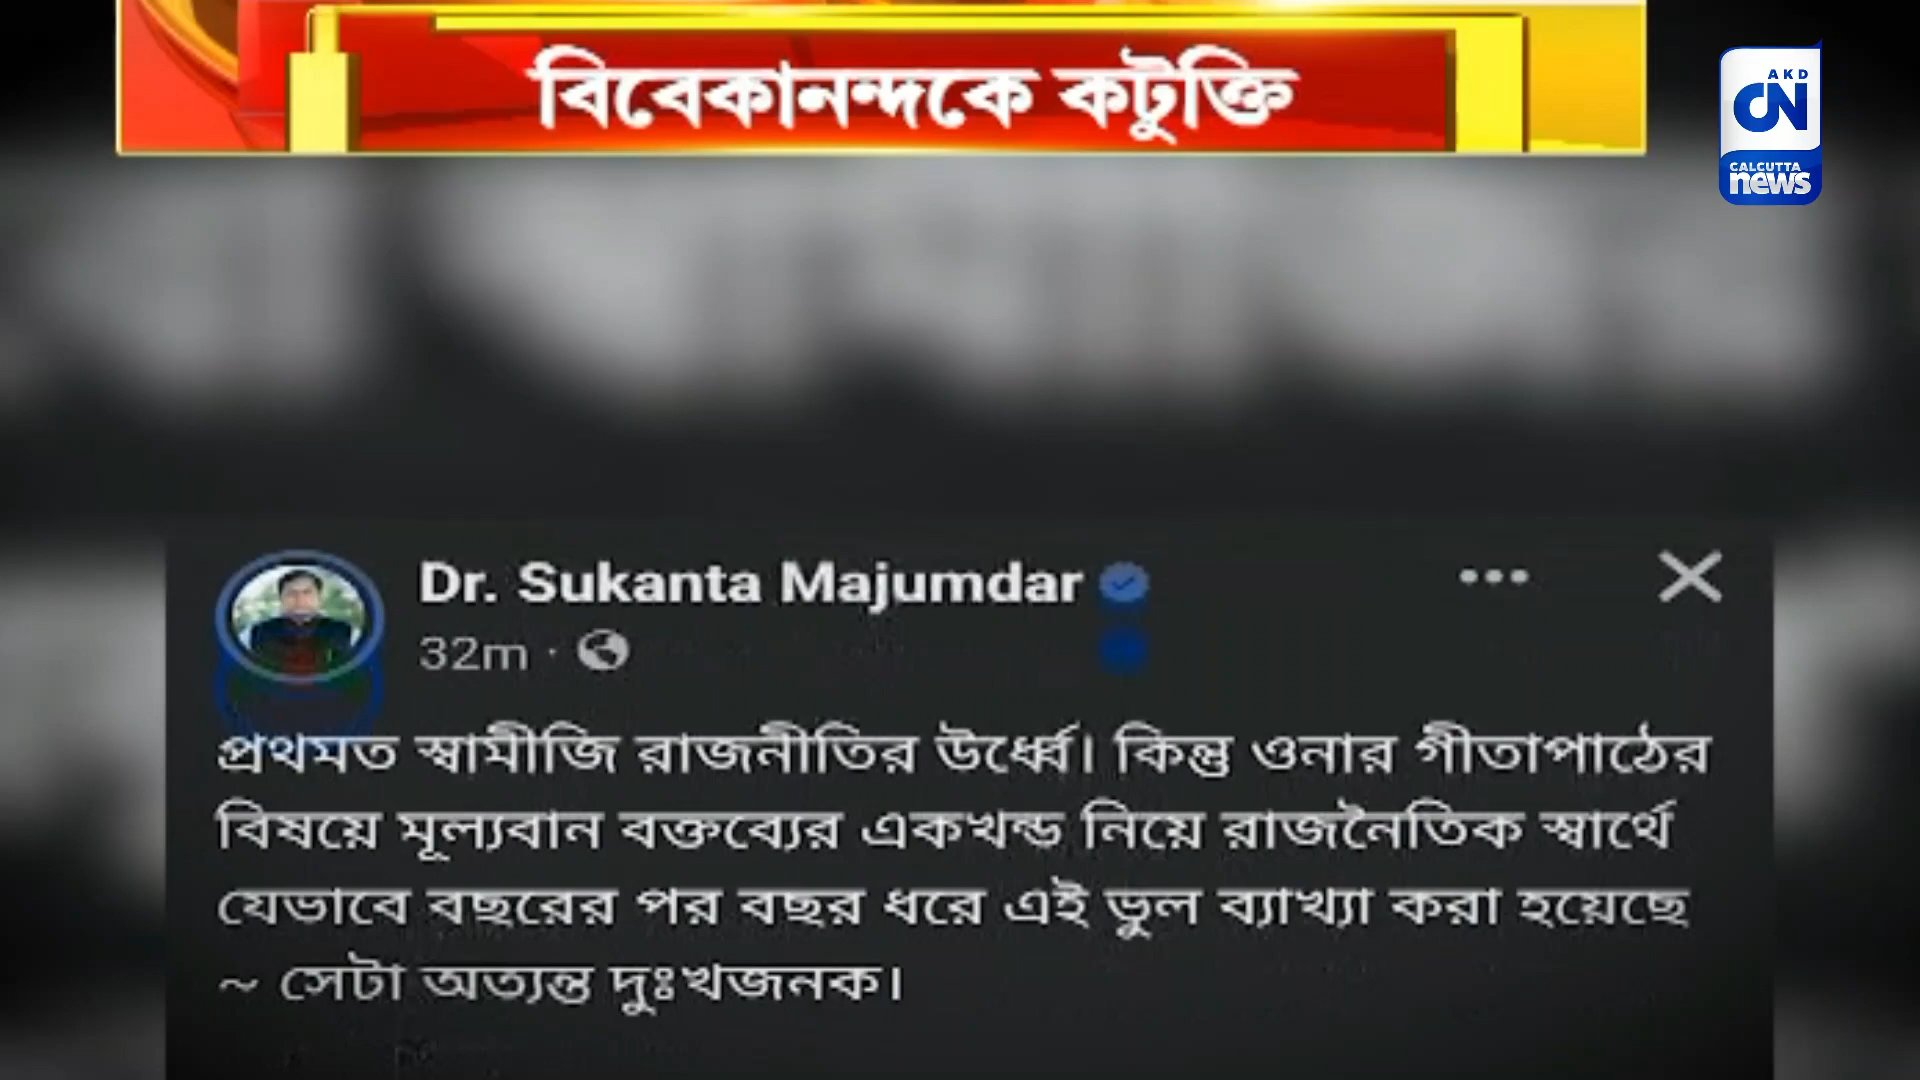 বিবেকানন্দকে কটুক্তি
AKD
CN
CALCUTTA
news
Dr. Sukanta Majumdar
32m
প্রথমত স্বামীজি রাজনীতির উর্ধ্বে। কিন্তু ওনার গীতাপাঠের
বিষয়ে মূল্যবান বক্তব্যের একখন্ড নিয়ে রাজনৈতিক স্বার্থে
যেভাবে বছরের পর বছর ধরে এই ভুল ব্যাখ্যা করা হয়েছে
~ সেটা অত্যন্ত দুঃখজনক।